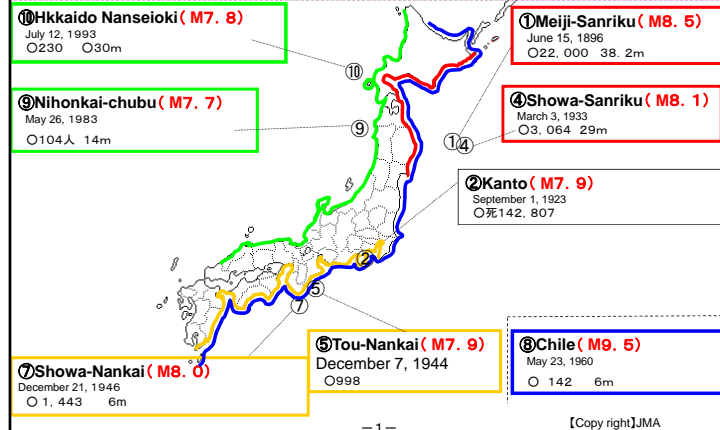 ⑩Hkkaido Nanseioki(M7. 8)
July 12, 1993
○230 ○30m
①Meiji-Sanriku(M8. 5)
June 15, 1896
○22, 000 38. 2m
⑨Nihonkai-chubu(M7. 7)
May 26, 1983
○104人 14m
④Showa-Sanriku(M8. 1)
March 3, 1933
○3, 064 29m
②Kanto(M7. 9)
September 1, 1923
○死142, 807
⑩
⑨
①④
②
⑤
⑦
⑤Tou-Nankai(M7. 9)
December 7, 1944
○998
⑧Chile(M9. 5)
May 23, 1960
○ 142 6m
⑦Showa-Nankai(M8. 0)
December 21, 1946
○ 1, 443 6m
－1－
【Copy right】JMA